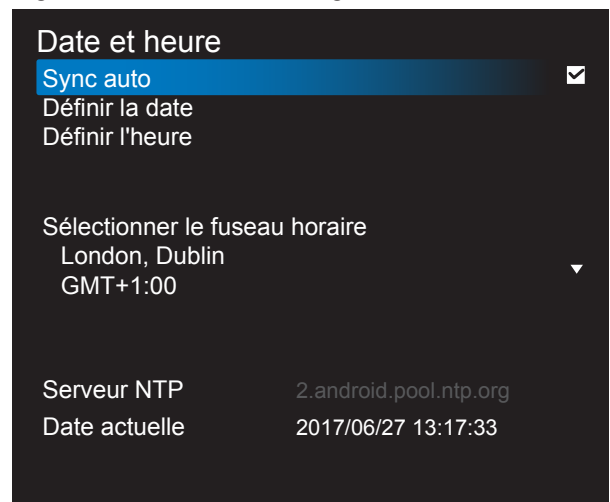 Date et heure
Sync auto
Définir la date
Définir l'heure
Sélectionner le fuseau horaire
London, Dublin
GMT+1:00
Serveur NTP 2.android.pool.ntp.org
Date actuelle 2017/06/27 13:17:33